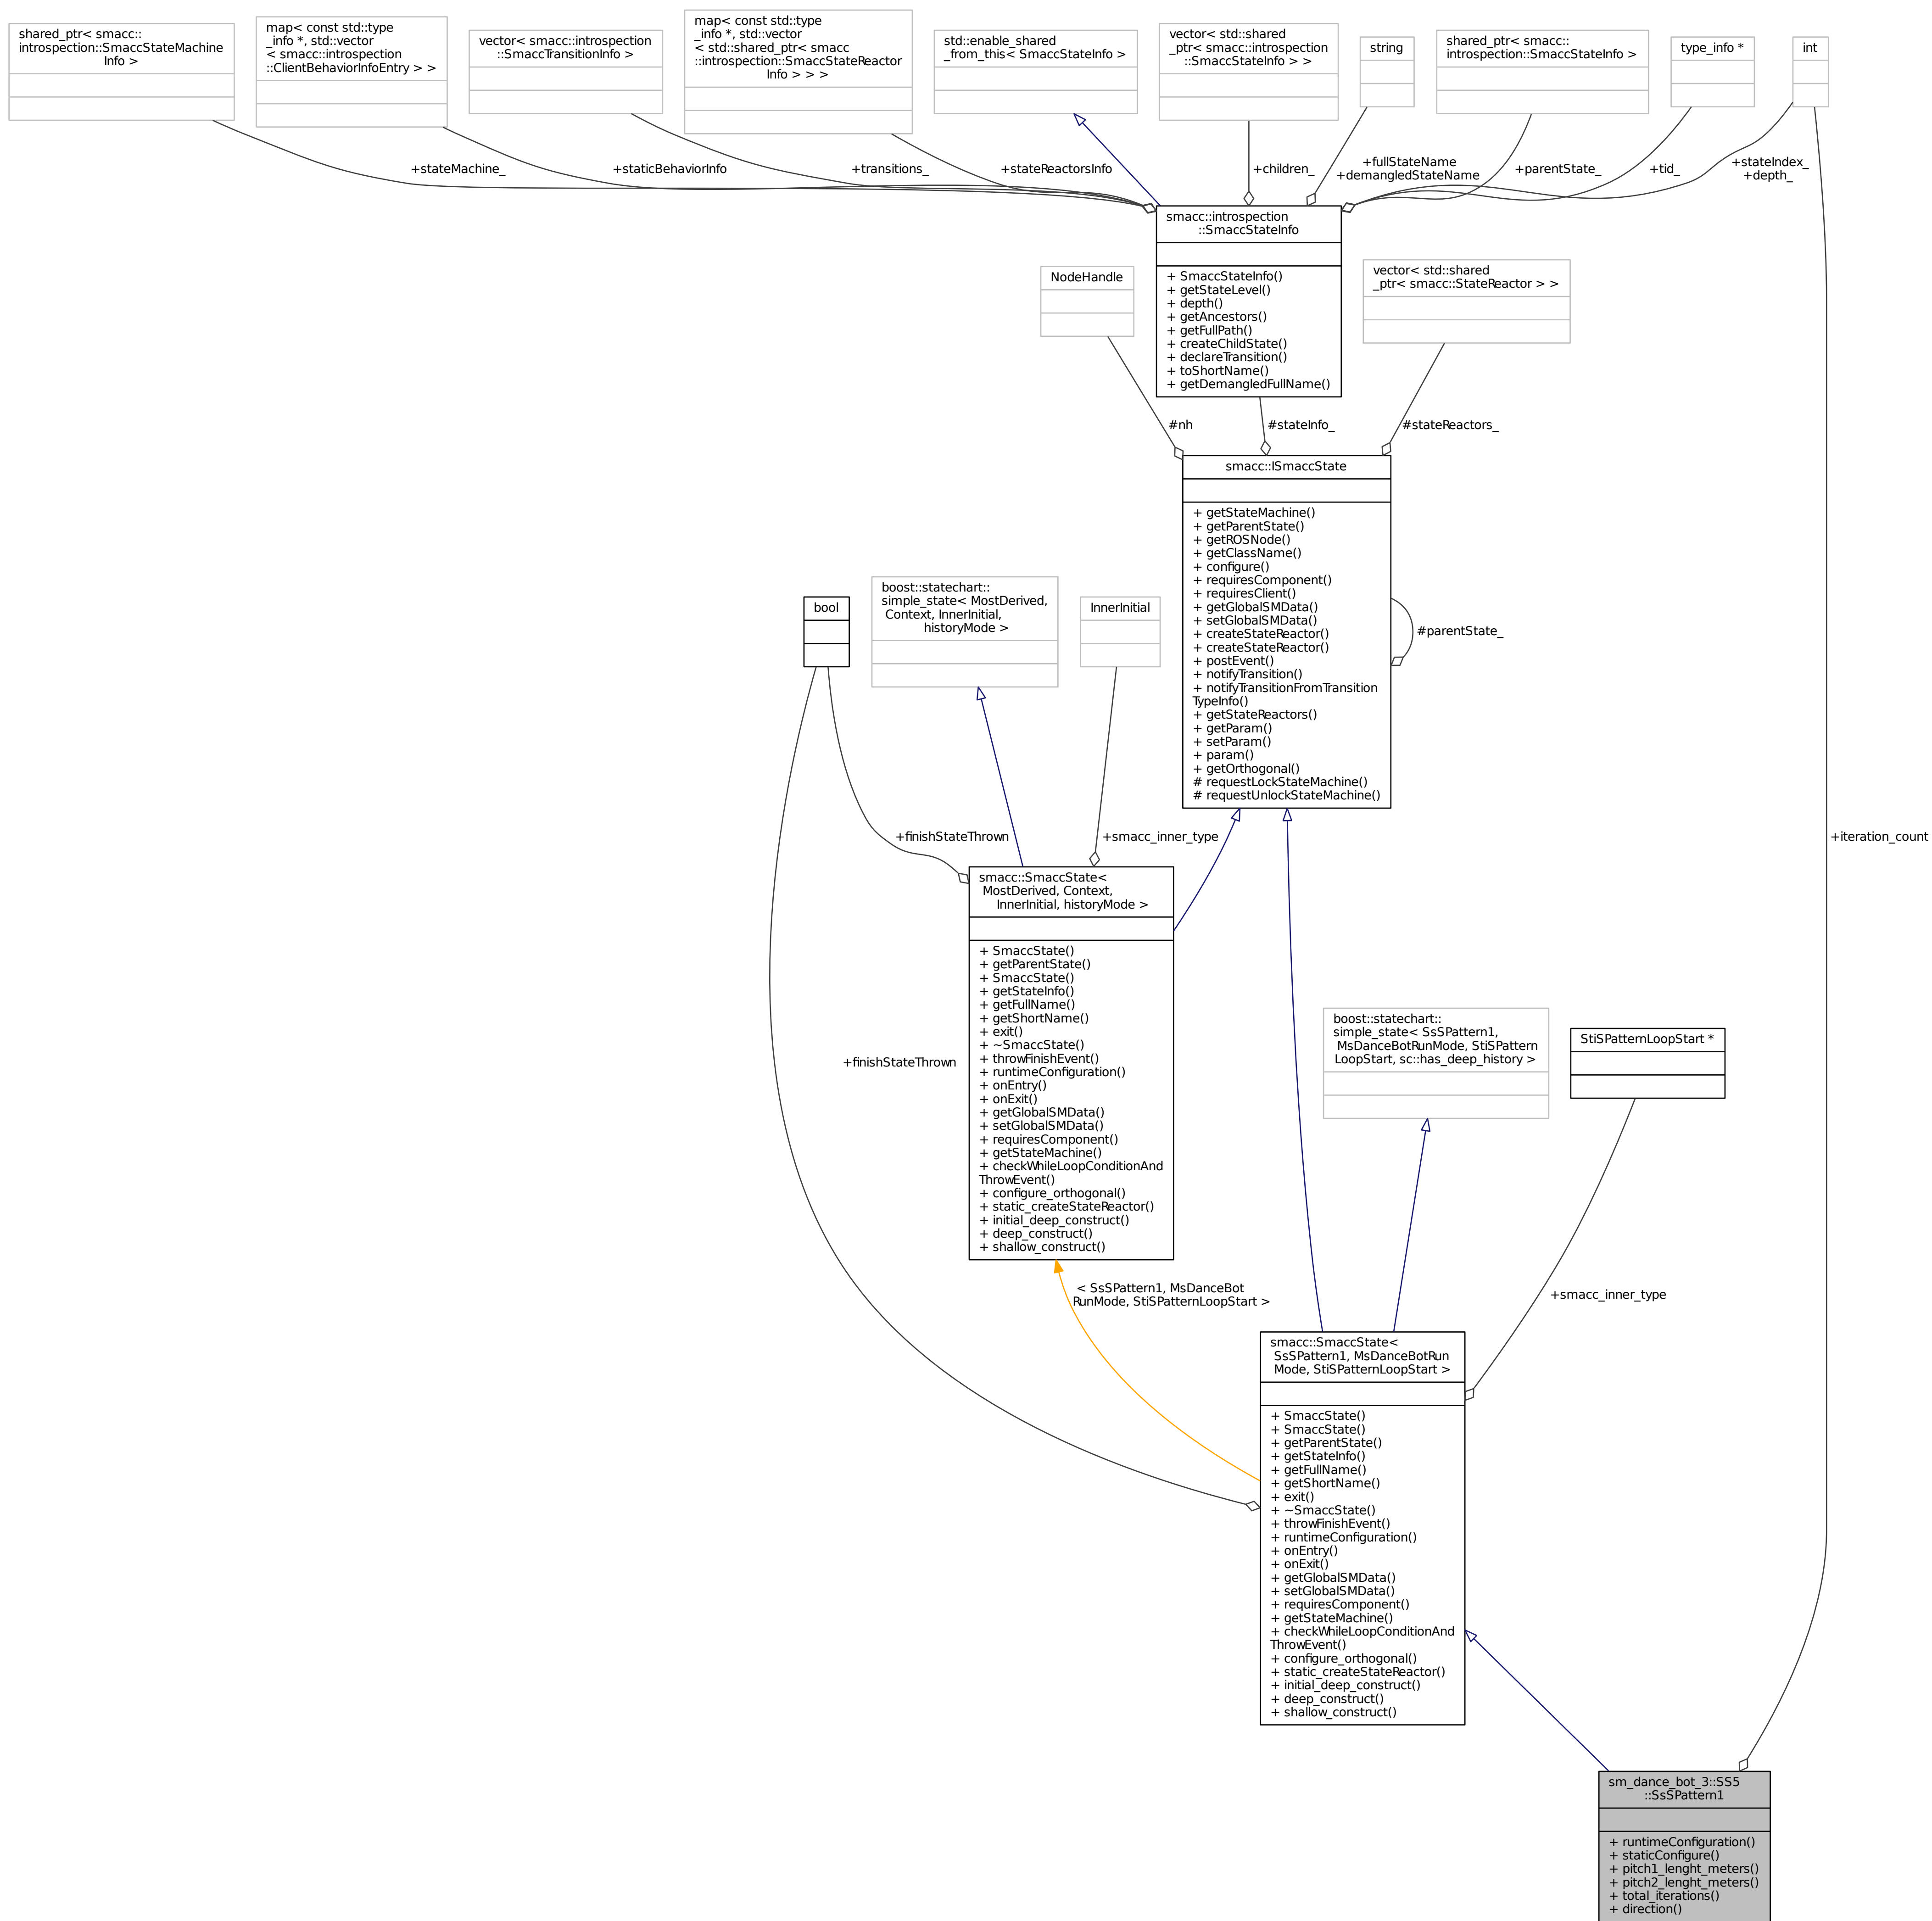 shared_ptr< smacc::
introspection::SmaccStateMachine
Info >
map< const std::type
_info *, std::vector
< smacc::introspection
::ClientBehaviorInfoEntry > >
vector< smacc::introspection
::SmaccTransitionInfo >
map< const std::type
_info *, std::vector
< std::shared_ptr< smacc
::introspection::SmaccStateReactor
Info > > >
std::enable_shared
_from_this< SmaccStateInfo >
vector< std::shared
_ptr< smacc::introspection
::SmaccStateInfo > >
string
shared_ptr< smacc::
introspection::SmaccStateInfo >
type_info *
int
+stateMachine_
+staticBehaviorInfo
+transitions_
+stateReactorsInfo
+children_
+fullStateName
+demangledStateName
+parentState_
+tid_
+stateIndex_
+depth_
smacc::introspection
::SmaccStateInfo
+ SmaccStateInfo()
+ getStateLevel()
+ depth()
+ getAncestors()
+ getFullPath()
+ createChildState()
+ declareTransition()
+ toShortName()
+ getDemangledFullName()
NodeHandle
vector< std::shared
_ptr< smacc::StateReactor > >
#nh
#stateInfo_
#stateReactors_
smacc::ISmaccState
+ getStateMachine()
+ getParentState()
+ getROSNode()
+ getClassName()
+ configure()
+ requiresComponent()
+ requiresClient()
+ getGlobalSMData()
+ setGlobalSMData()
+ createStateReactor()
+ createStateReactor()
+ postEvent()
+ notifyTransition()
+ notifyTransitionFromTransition
TypeInfo()
+ getStateReactors()
+ getParam()
+ setParam()
+ param()
+ getOrthogonal()
# requestLockStateMachine()
# requestUnlockStateMachine()
#parentState_
bool
boost::statechart::
simple_state< MostDerived,
Context, InnerInitial,
historyMode >
InnerInitial
+finishStateThrown
+smacc_inner_type
+iteration_count
smacc::SmaccState<
MostDerived, Context,
InnerInitial, historyMode >
+ SmaccState()
+ getParentState()
+ SmaccState()
+ getStateInfo()
+ getFullName()
+ getShortName()
+ exit()
+ ~SmaccState()
+ throwFinishEvent()
+ runtimeConfiguration()
+ onEntry()
+ onExit()
+ getGlobalSMData()
+ setGlobalSMData()
+ requiresComponent()
+ getStateMachine()
+ checkWhileLoopConditionAnd
ThrowEvent()
+ configure_orthogonal()
+ static_createStateReactor()
+ initial_deep_construct()
+ deep_construct()
+ shallow_construct()
+finishStateThrown
boost::statechart::
simple_state< SsSPattern1,
MsDanceBotRunMode, StiSPattern
LoopStart, sc::has_deep_history >
StiSPatternLoopStart *
< SsSPattern1, MsDanceBot
RunMode, StiSPatternLoopStart >
+smacc_inner_type
smacc::SmaccState<
SsSPattern1, MsDanceBotRun
Mode, StiSPatternLoopStart >
+ SmaccState()
+ SmaccState()
+ getParentState()
+ getStateInfo()
+ getFullName()
+ getShortName()
+ exit()
+ ~SmaccState()
+ throwFinishEvent()
+ runtimeConfiguration()
+ onEntry()
+ onExit()
+ getGlobalSMData()
+ setGlobalSMData()
+ requiresComponent()
+ getStateMachine()
+ checkWhileLoopConditionAnd
ThrowEvent()
+ configure_orthogonal()
+ static_createStateReactor()
+ initial_deep_construct()
+ deep_construct()
+ shallow_construct()
sm_dance_bot_3::SS5
::SsSPattern1
+ runtimeConfiguration()
+ staticConfigure()
+ pitch1_lenght_meters()
+ pitch2_lenght_meters()
+ total_iterations()
+ direction()